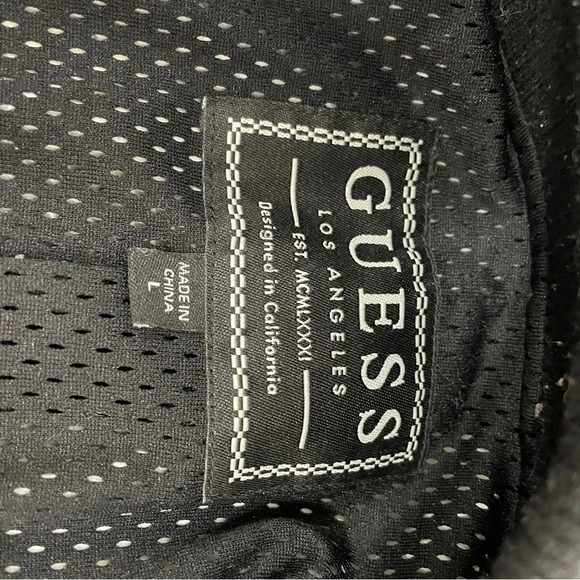 GUESS
LOS ANGELES
EST. MCMLXXXI
Designed in California
MADE IN
CHINA
L